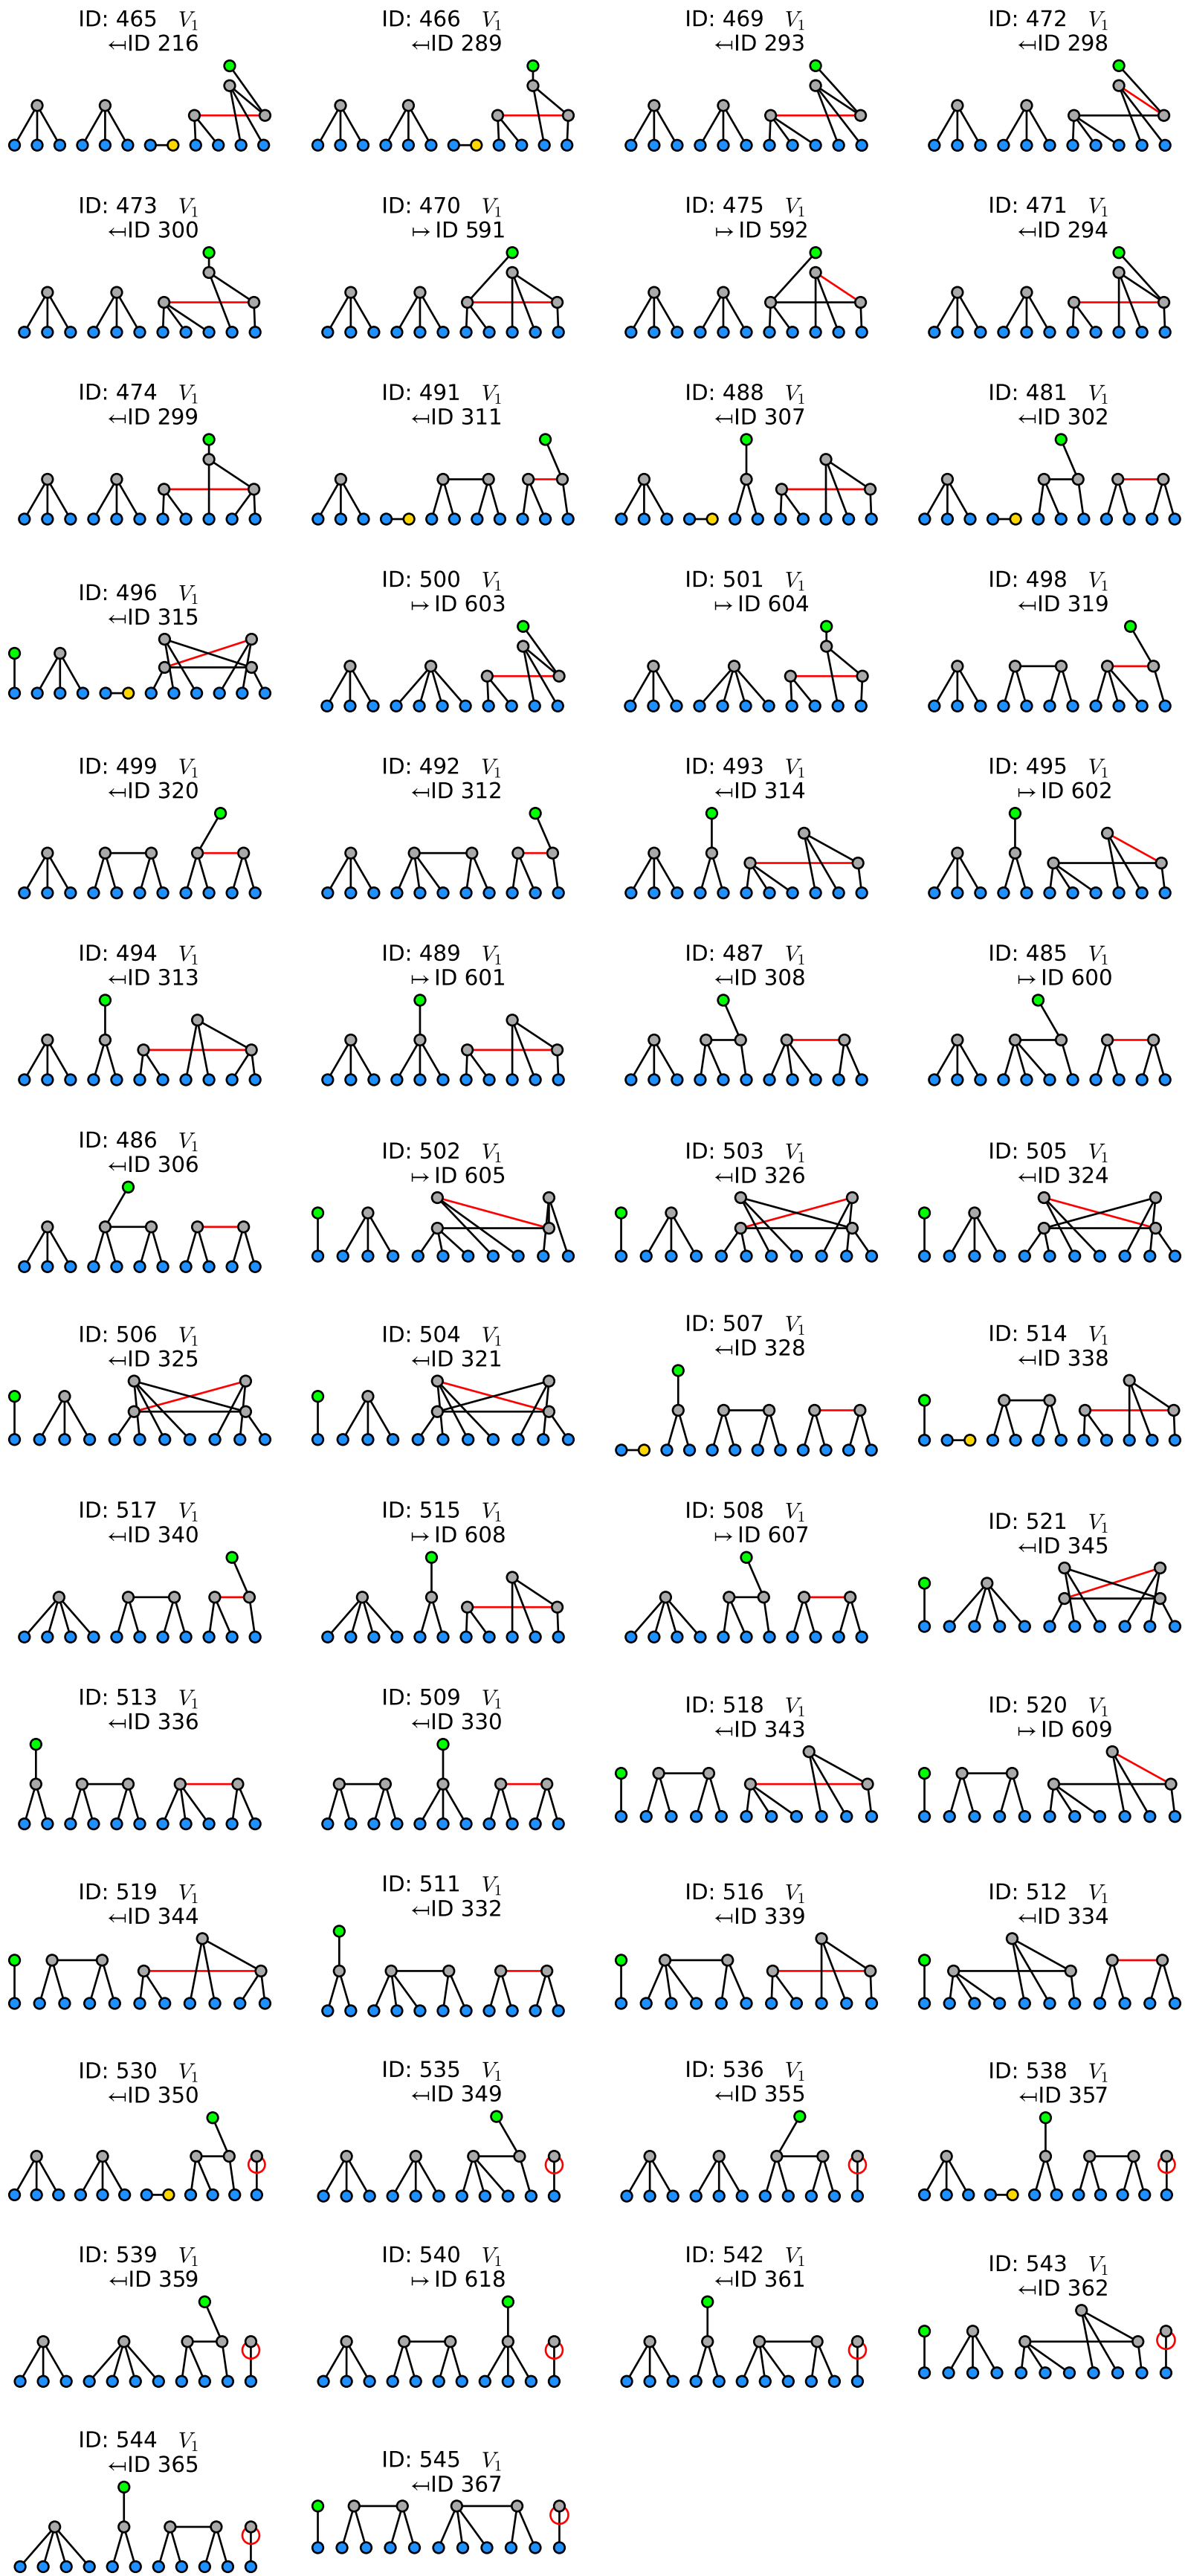 ID: 465 V₁
↤ID 216
ID: 466 V₁
↤ID 289
ID: 469 V₁
↤ID 293
ID: 472 V₁
↤ID 298
ID: 473 V₁
↤ID 300
ID: 470 V₁
↦ ID 591
ID: 475 V₁
↦ ID 592
ID: 471 V₁
↤ID 294
ID: 474 V₁
↤ID 299
ID: 491 V₁
↤ID 311
ID: 488 V₁
↤ID 307
ID: 481 V₁
↤ID 302
ID: 496 V₁
↤ID 315
ID: 500 V₁
↦ ID 603
ID: 501 V₁
↦ ID 604
ID: 498 V₁
↤ID 319
ID: 499 V₁
↤ID 320
ID: 492 V₁
↤ID 312
ID: 493 V₁
↤ID 314
ID: 495 V₁
↦ ID 602
ID: 494 V₁
↤ID 313
ID: 489 V₁
↦ ID 601
ID: 487 V₁
↤ID 308
ID: 485 V₁
↦ ID 600
ID: 486 V₁
↤ID 306
ID: 502 V₁
↦ ID 605
ID: 503 V₁
↤ID 326
ID: 505 V₁
↤ID 324
ID: 506 V₁
↤ID 325
ID: 504 V₁
↤ID 321
ID: 507 V₁
↤ID 328
ID: 514 V₁
↤ID 338
ID: 517 V₁
↤ID 340
ID: 515 V₁
↦ ID 608
ID: 508 V₁
↦ ID 607
ID: 521 V₁
↤ID 345
ID: 513 V₁
↤ID 336
ID: 509 V₁
↤ID 330
ID: 518 V₁
↤ID 343
ID: 520 V₁
↦ ID 609
ID: 519 V₁
↤ID 344
ID: 511 V₁
↤ID 332
ID: 516 V₁
↤ID 339
ID: 512 V₁
↤ID 334
ID: 530 V₁
↤ID 350
ID: 535 V₁
↤ID 349
ID: 536 V₁
↤ID 355
ID: 538 V₁
↤ID 357
ID: 539 V₁
↤ID 359
ID: 540 V₁
↦ ID 618
ID: 542 V₁
↤ID 361
ID: 543 V₁
↤ID 362
ID: 544 V₁
↤ID 365
ID: 545 V₁
↤ID 367